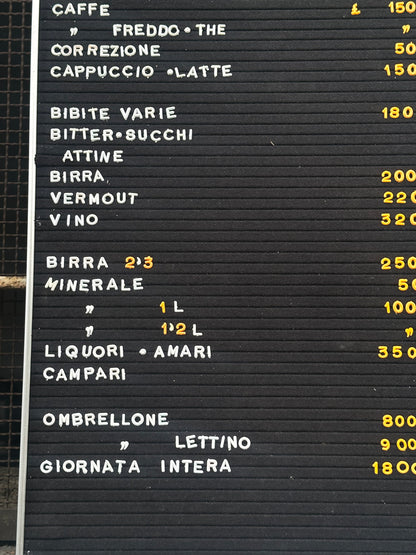 CAFFE £ 150
" FREDDO • THE "
CORREZIONE 50
CAPPUCCIO • LATTE 150
BIBITE VARIE 180
BITTER • SUCCHI
ATTINE
BIRRA 200
VERMOUT 220
VINO 320
BIRRA 2'3 250
MINERALE 50
" 1 L 100
" 1'2 L "
LIQUORI • AMARI 350
CAMPARI
OMBRELLONE 800
" LETTINO 900
GIORNATA INTERA 1800